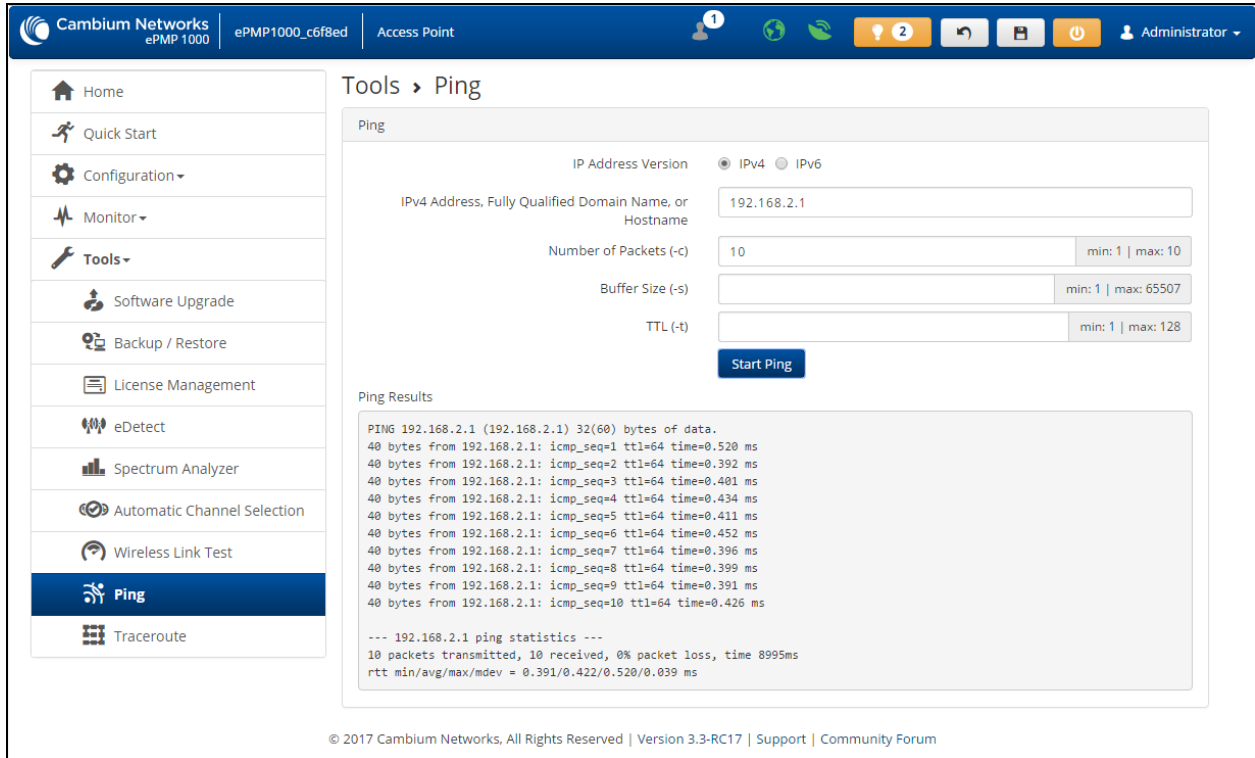 Cambium Networks
ePMP 1000
ePMP1000_c6f8ed
Access Point
1
2
Administrator
Home
Quick Start
Configuration
Monitor
Tools
Software Upgrade
Backup / Restore
License Management
eDetect
Spectrum Analyzer
Automatic Channel Selection
Wireless Link Test
Ping
Traceroute
Tools > Ping
Ping
IP Address Version
IPv4 IPv6
IPv4 Address, Fully Qualified Domain Name, or
Hostname
192.168.2.1
Number of Packets (-c)
10
min: 1 | max: 10
Buffer Size (-s)
min: 1 | max: 65507
TTL (-t)
min: 1 | max: 128
Start Ping
Ping Results
PING 192.168.2.1 (192.168.2.1) 32(60) bytes of data.
40 bytes from 192.168.2.1: icmp_seq=1 ttl=64 time=0.520 ms
40 bytes from 192.168.2.1: icmp_seq=2 ttl=64 time=0.392 ms
40 bytes from 192.168.2.1: icmp_seq=3 ttl=64 time=0.401 ms
40 bytes from 192.168.2.1: icmp_seq=4 ttl=64 time=0.434 ms
40 bytes from 192.168.2.1: icmp_seq=5 ttl=64 time=0.411 ms
40 bytes from 192.168.2.1: icmp_seq=6 ttl=64 time=0.452 ms
40 bytes from 192.168.2.1: icmp_seq=7 ttl=64 time=0.396 ms
40 bytes from 192.168.2.1: icmp_seq=8 ttl=64 time=0.399 ms
40 bytes from 192.168.2.1: icmp_seq=9 ttl=64 time=0.391 ms
40 bytes from 192.168.2.1: icmp_seq=10 ttl=64 time=0.426 ms
--- 192.168.2.1 ping statistics ---
10 packets transmitted, 10 received, 0% packet loss, time 8995ms
rtt min/avg/max/mdev = 0.391/0.422/0.520/0.039 ms
© 2017 Cambium Networks, All Rights Reserved | Version 3.3-RC17 | Support | Community Forum